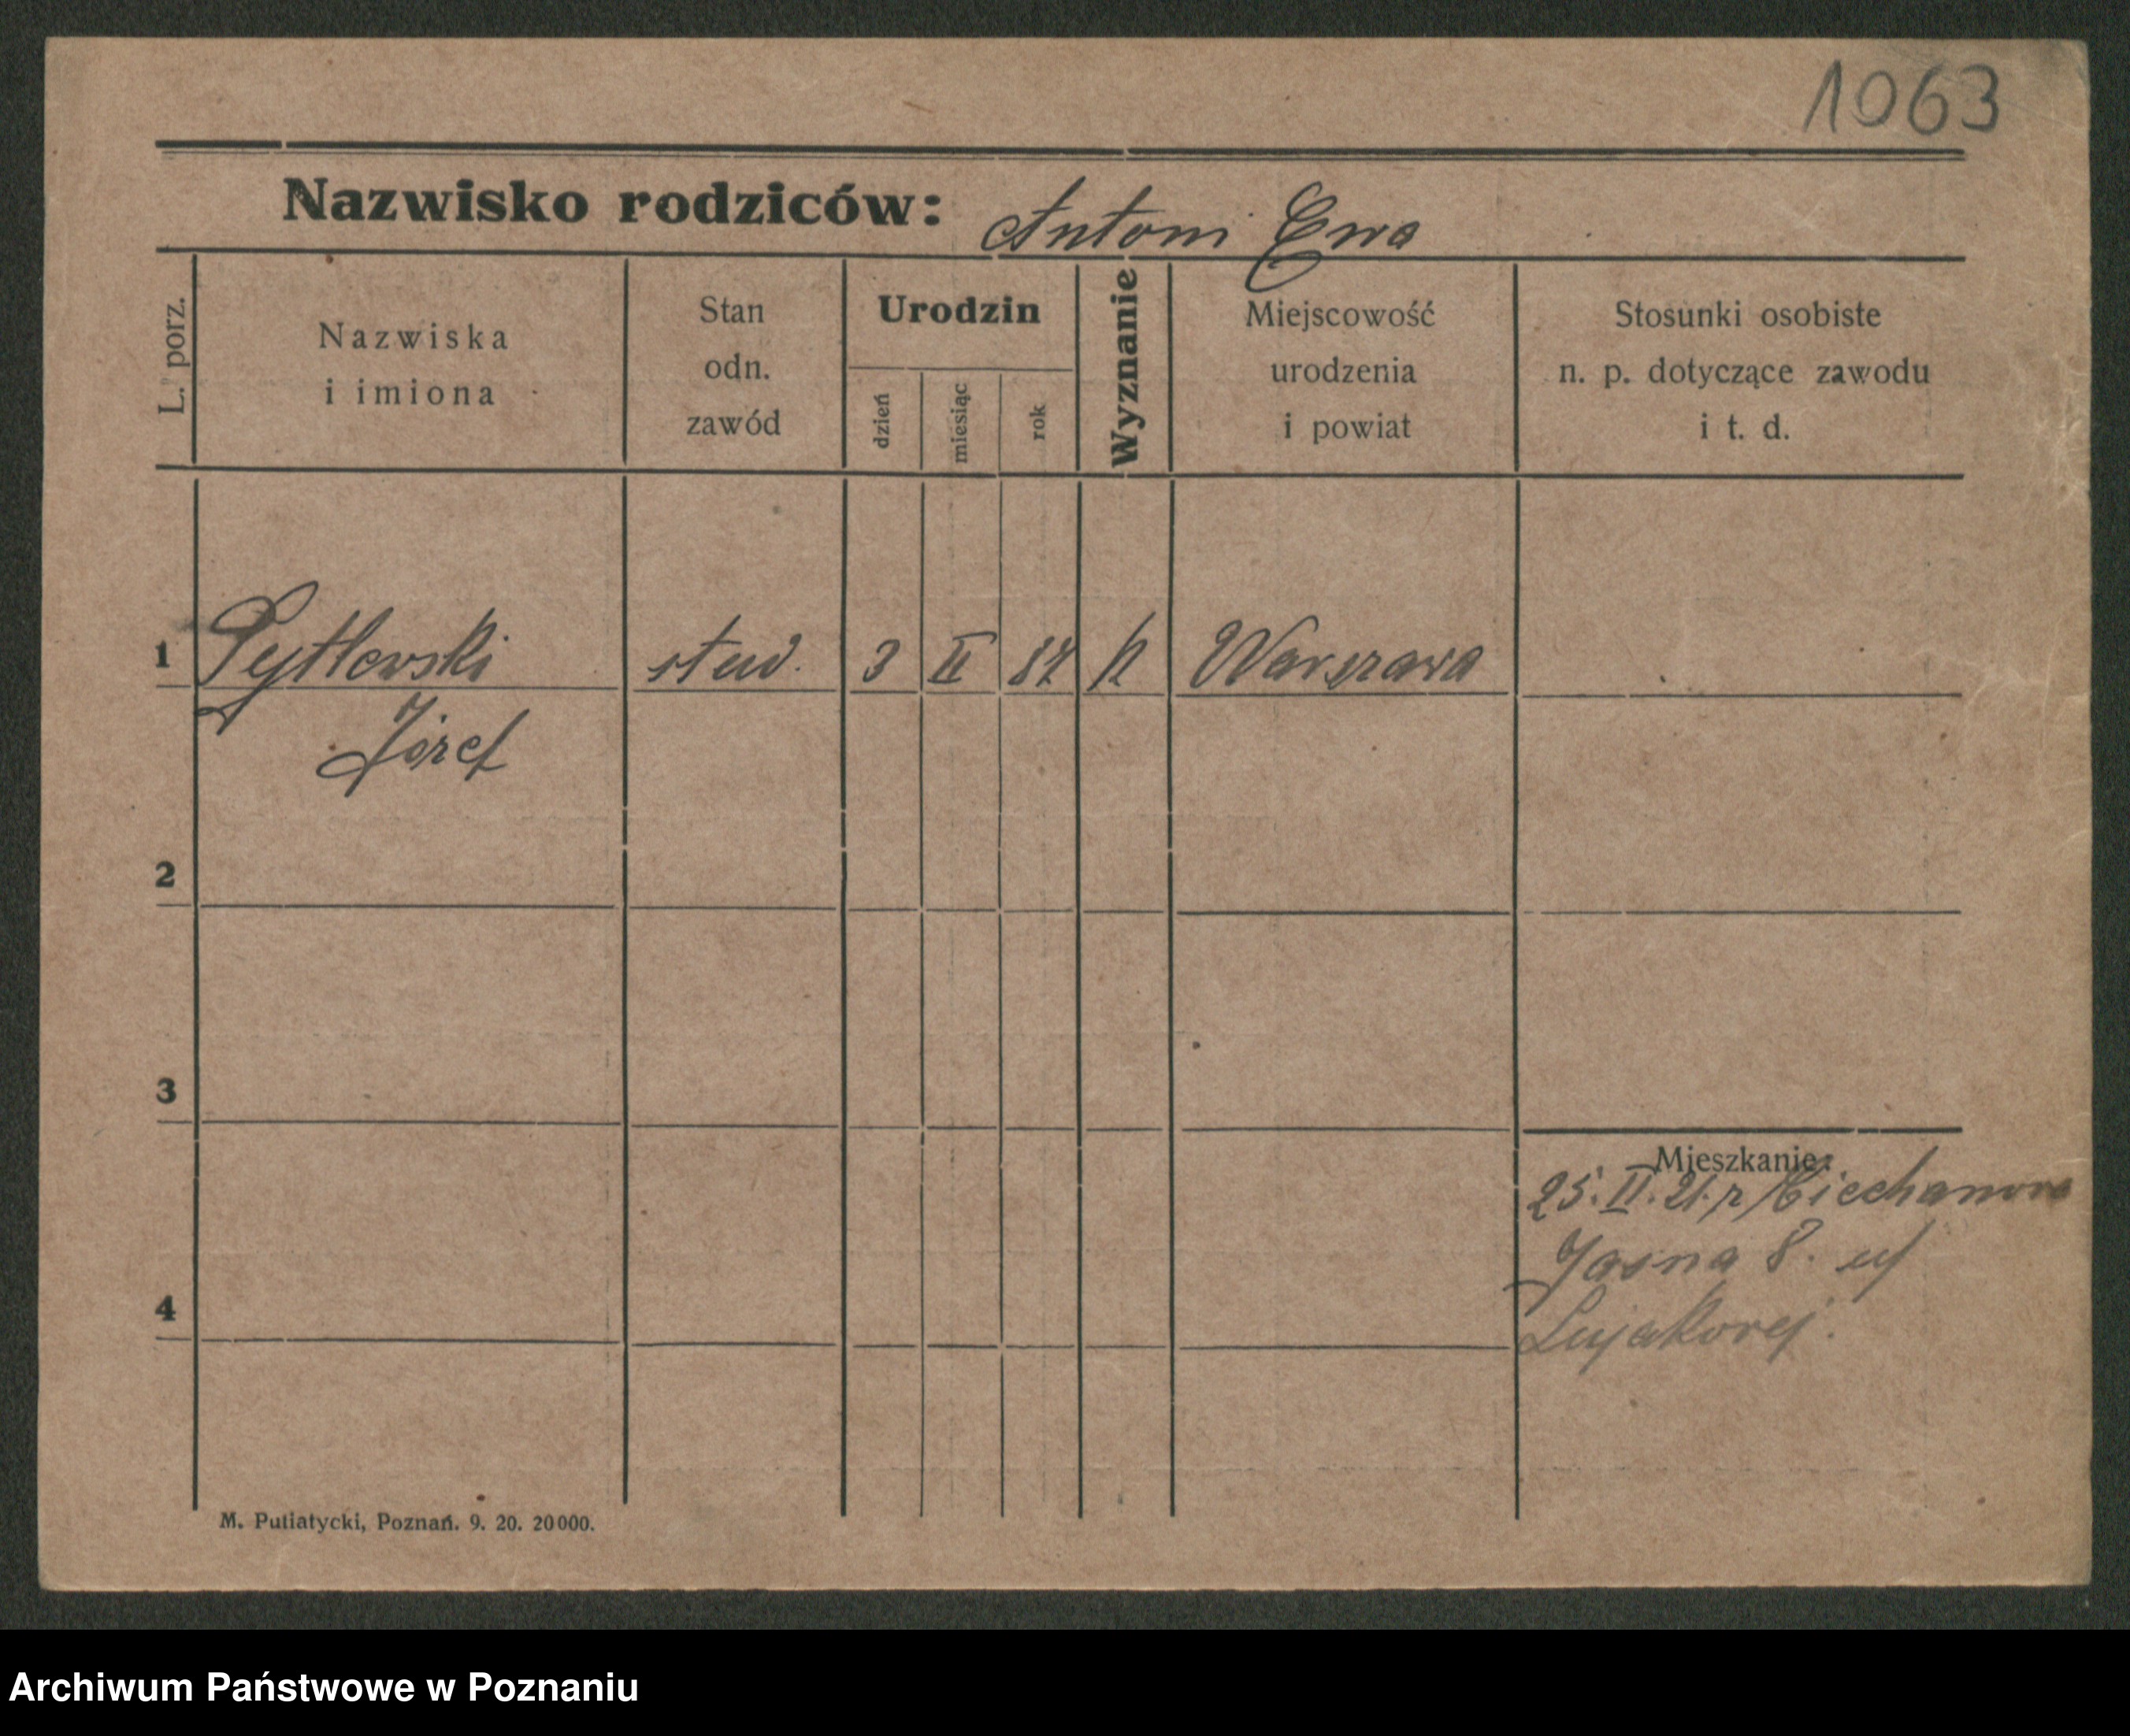 1063
Nazwisko rodziców: Antoni Ewa
L. porz.
Nazwiska
i imiona
Stan
odn.
zawód
Urodzin
dzień
miesiąc
rok
Wyznanie
Miejscowość
urodzenia
i powiat
Stosunki osobiste
n. p. dotyczące zawodu
i t. d.
1 Pytlewski stud. 3 II k Warszawa
Józef
2
3
Mieszkanie:
25. II. 21. z Ciechanowa
Jasna 8. u
4
M. Putiatycki, Poznań. 9. 20. 20000.
Archiwum Państwowe w Poznaniu